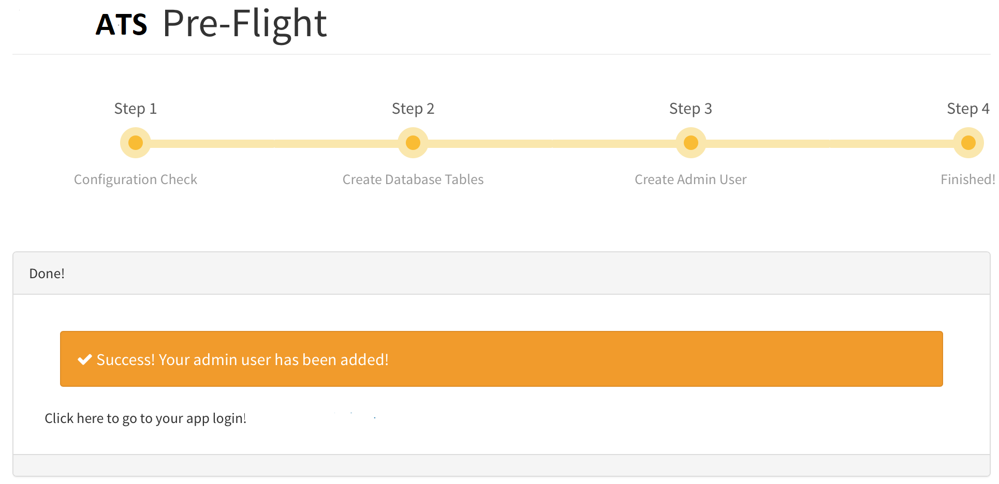 ATS Pre-Flight
Step 1 Step 2 Step 3 Step 4
Configuration Check Create Database Tables Create Admin User Finished!
Done!
Success! Your admin user has been added!
Click here to go to your app login!